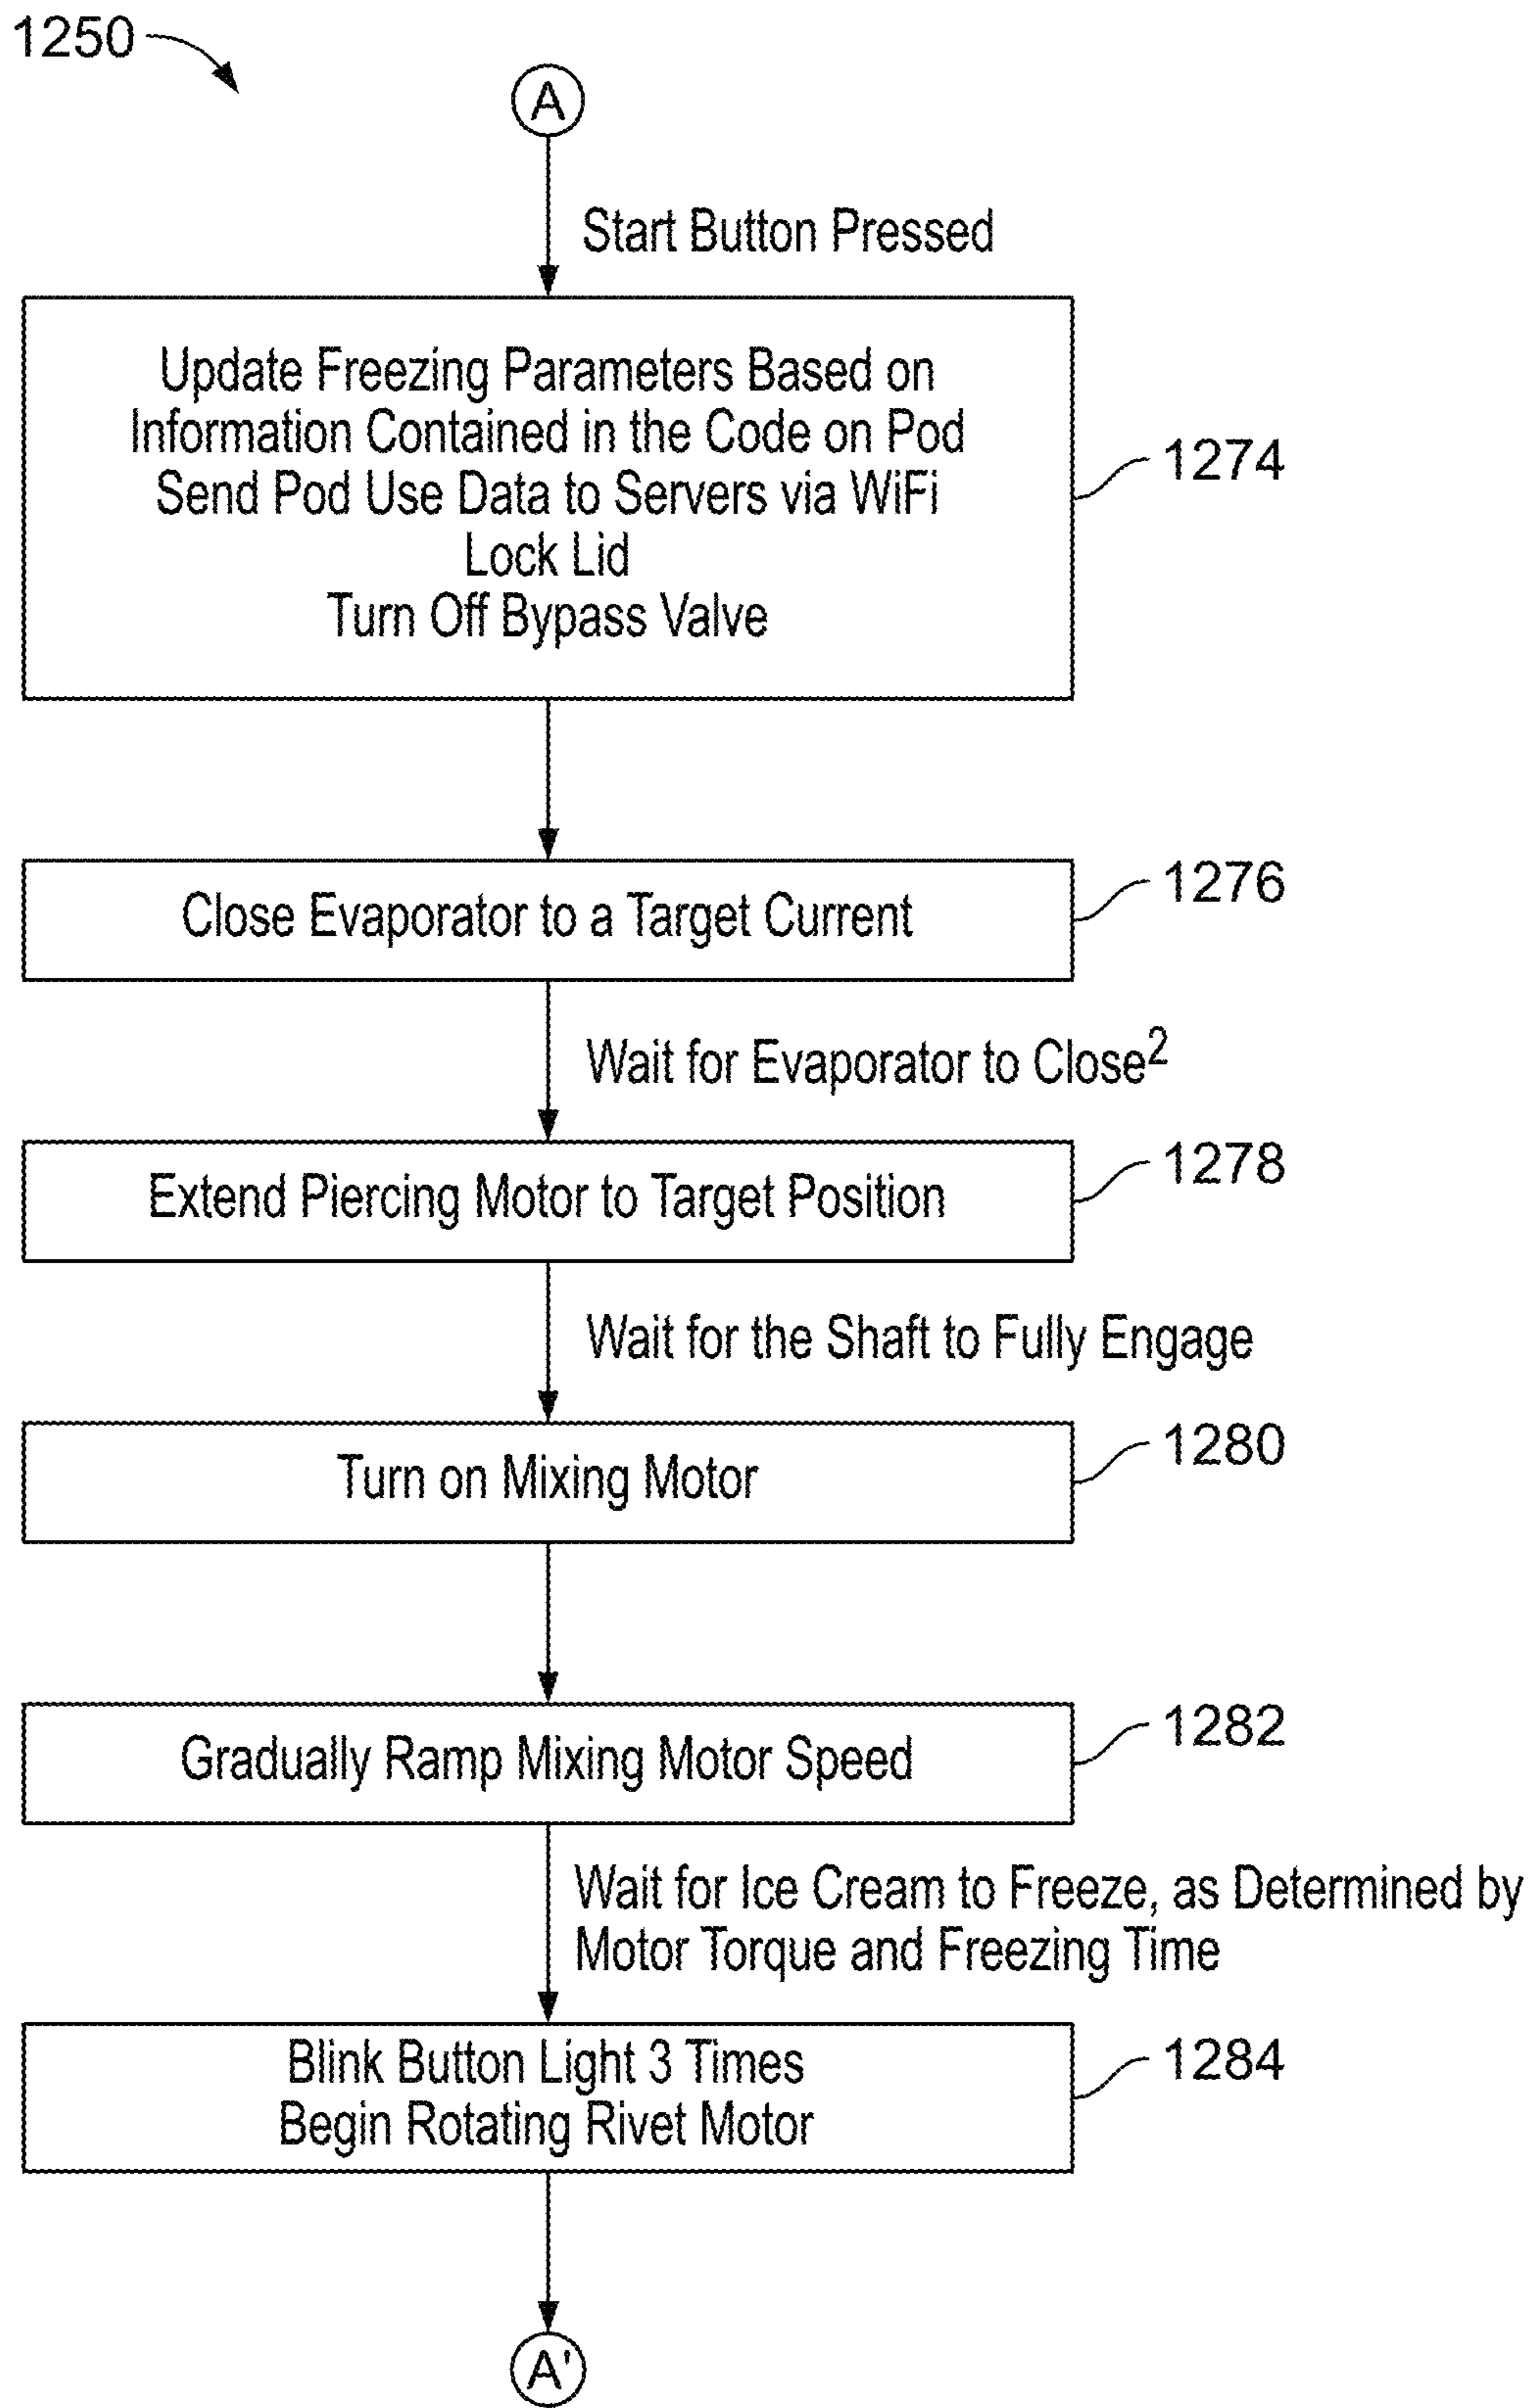 1250
A
Start Button Pressed
Update Freezing Parameters Based on
Information Contained in the Code on Pod
Send Pod Use Data to Servers via WiFi
Lock Lid
Turn Off Bypass Valve
1274
Close Evaporator to a Target Current
1276
Wait for Evaporator to Close²
Extend Piercing Motor to Target Position
1278
Wait for the Shaft to Fully Engage
Turn on Mixing Motor
1280
Gradually Ramp Mixing Motor Speed
1282
Wait for Ice Cream to Freeze, as Determined by
Motor Torque and Freezing Time
Blink Button Light 3 Times
Begin Rotating Rivet Motor
1284
A'